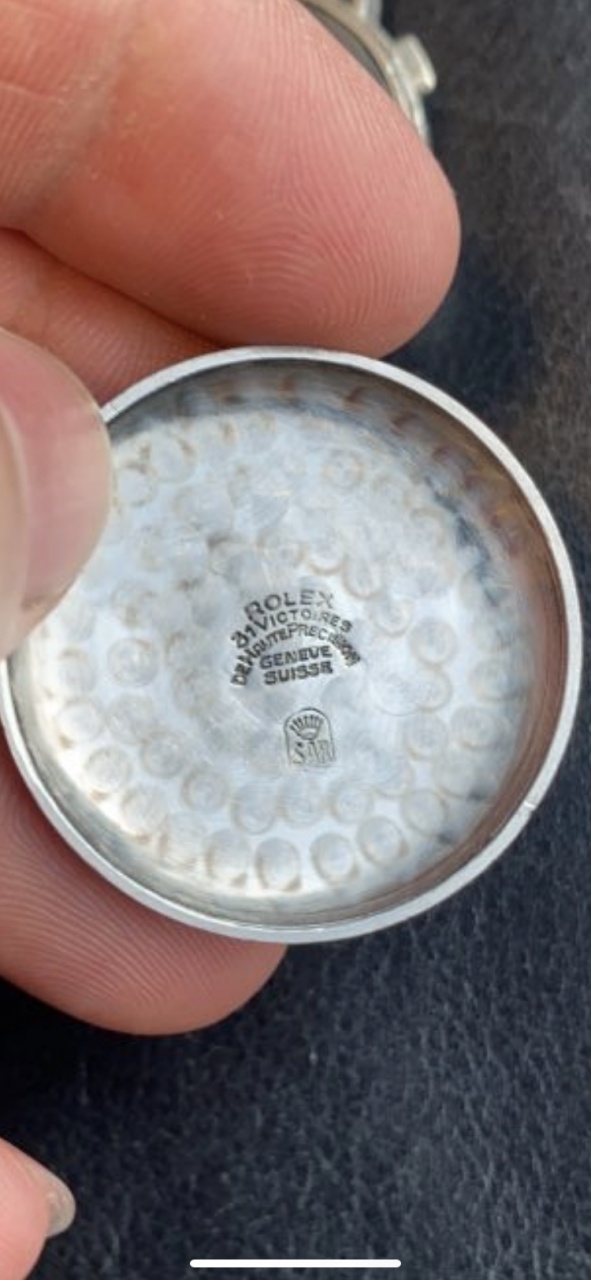 ROLEX
31 VICTOIRES
DE HAUTE PRECISION
GENEVE
SUISSE
SAR